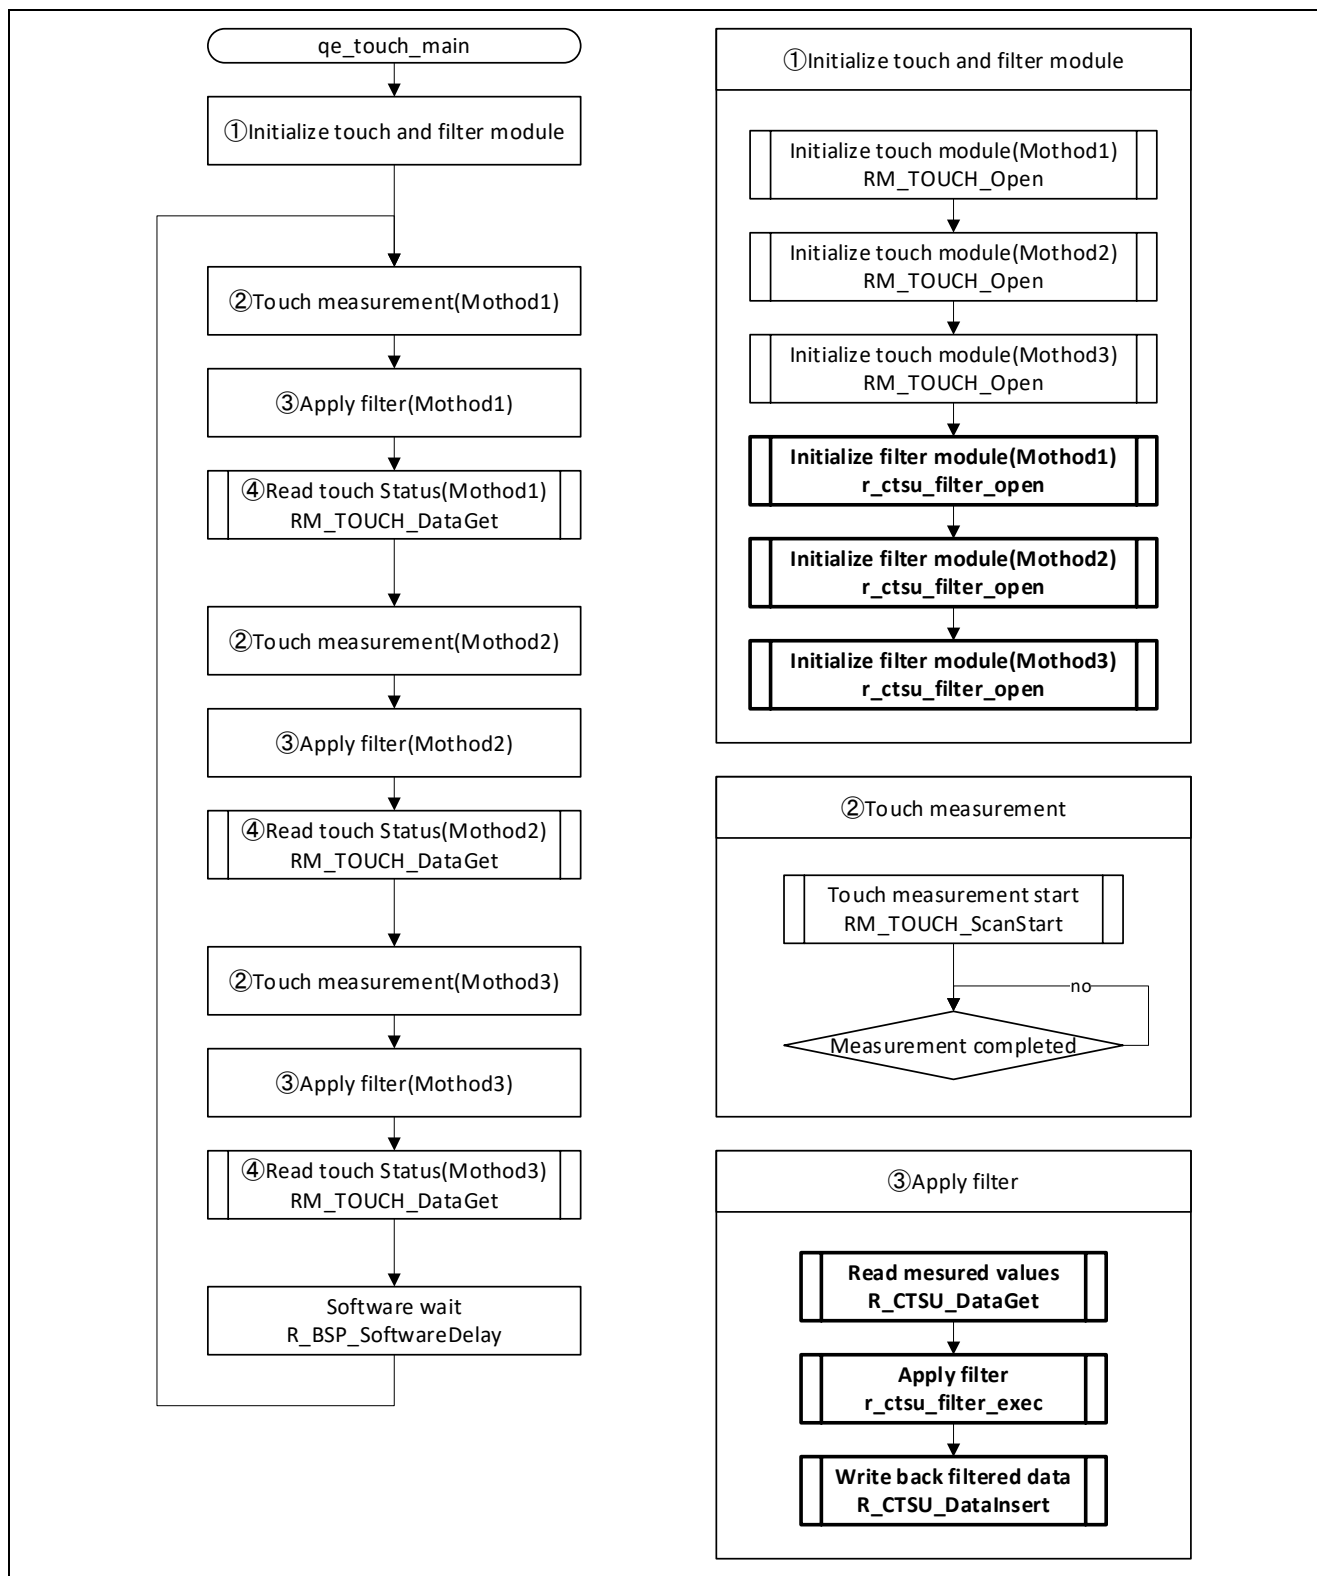 qe_touch_main
①Initialize touch and filter module
②Touch measurement(Mothod1)
③Apply filter(Mothod1)
④Read touch Status(Mothod1)
RM_TOUCH_DataGet
②Touch measurement(Mothod2)
③Apply filter(Mothod2)
④Read touch Status(Mothod2)
RM_TOUCH_DataGet
②Touch measurement(Mothod3)
③Apply filter(Mothod3)
④Read touch Status(Mothod3)
RM_TOUCH_DataGet
Software wait
R_BSP_SoftwareDelay
①Initialize touch and filter module
Initialize touch module(Mothod1)
RM_TOUCH_Open
Initialize touch module(Mothod2)
RM_TOUCH_Open
Initialize touch module(Mothod3)
RM_TOUCH_Open
Initialize filter module(Mothod1)
r_ctsu_filter_open
Initialize filter module(Mothod2)
r_ctsu_filter_open
Initialize filter module(Mothod3)
r_ctsu_filter_open
②Touch measurement
Touch measurement start
RM_TOUCH_ScanStart
no
Measurement completed
③Apply filter
Read mesured values
R_CTSU_DataGet
Apply filter
r_ctsu_filter_exec
Write back filtered data
R_CTSU_DataInsert